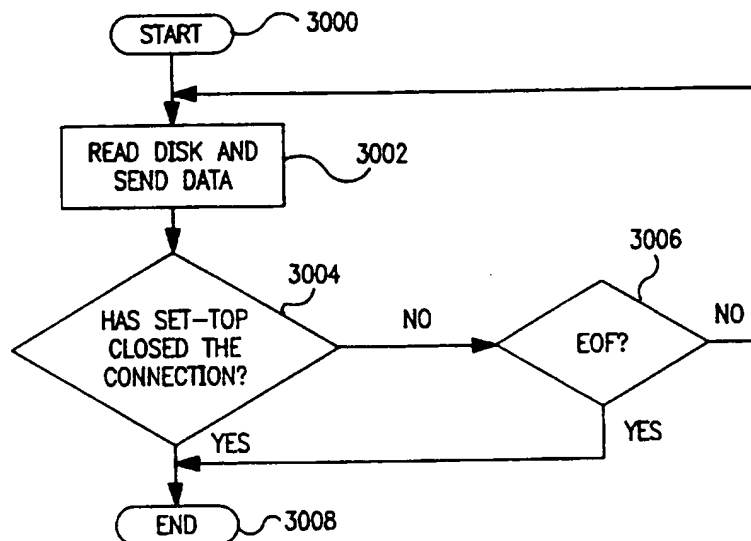 START
3000
READ DISK AND
SEND DATA
3002
HAS SET-TOP
CLOSED THE
CONNECTION?
3004
NO
EOF?
3006
NO
YES
YES
END
3008